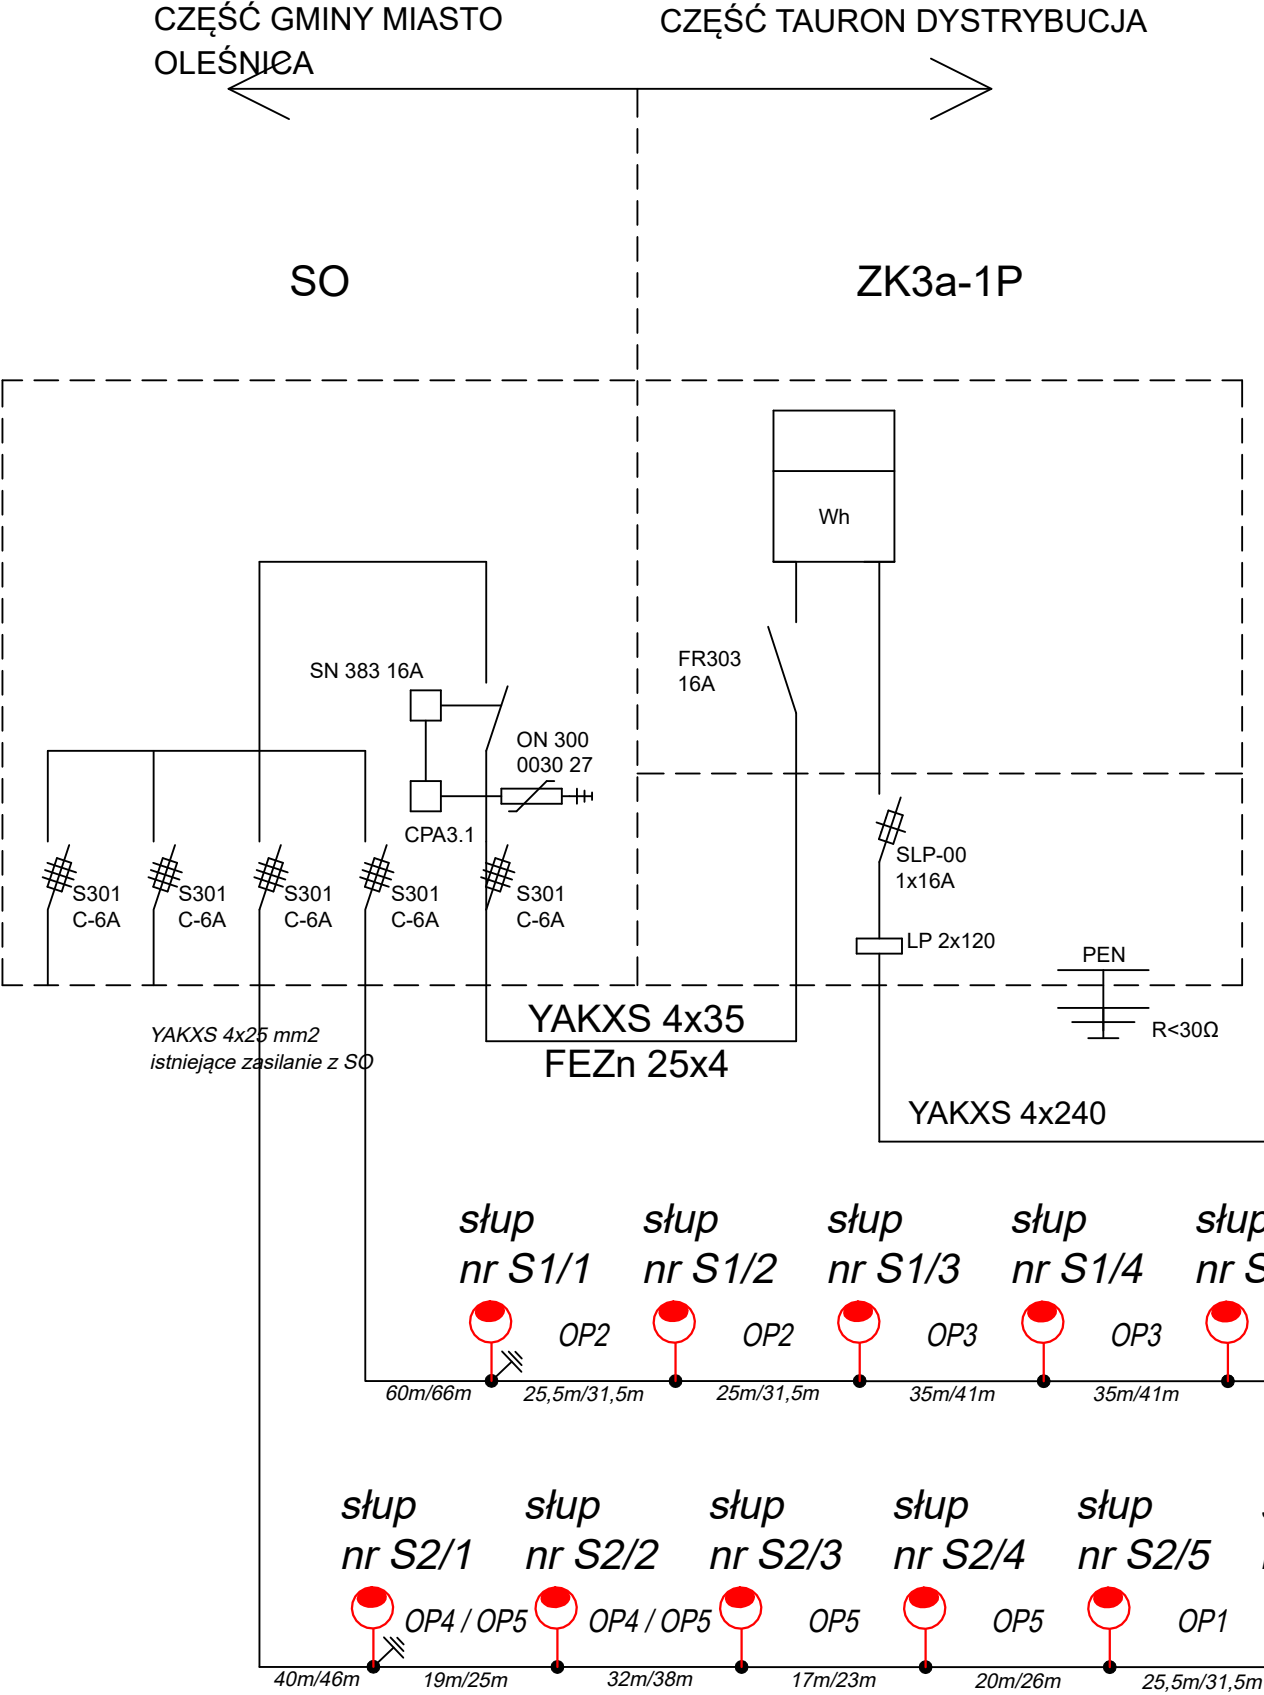 CZĘŚĆ GMINY MIASTO
OLEŚNICA
CZĘŚĆ TAURON DYSTRYBUCJA
SO
ZK3a-1P
Wh
SN 383 16A
FR303
16A
ON 300
0030 27
CPA3.1
SLP-00
1x16A
S301
C-6A
S301
C-6A
S301
C-6A
S301
C-6A
S301
C-6A
LP 2x120
PEN
R<30Ω
YAKXS 4x25 mm2
istniejące zasilanie z SO
YAKXS 4x35
FEZn 25x4
YAKXS 4x240
słup
nr S1/1
słup
nr S1/2
słup
nr S1/3
słup
nr S1/4
OP2
OP2
OP3
OP3
60m/66m
25,5m/31,5m
25m/31,5m
35m/41m
35m/41m
słup
nr S2/1
słup
nr S2/2
słup
nr S2/3
słup
nr S2/4
słup
nr S2/5
OP4 / OP5
OP4 / OP5
OP5
OP5
OP1
40m/46m
19m/25m
32m/38m
17m/23m
20m/26m
25,5m/31,5m